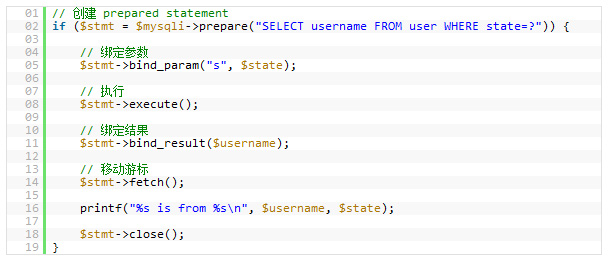 01 // 创建 prepared statement
02 if ($stmt = $mysqli->prepare("SELECT username FROM user WHERE state=?")) {
03
04     // 绑定参数
05     $stmt->bind_param("s", $state);
06
07     // 执行
08     $stmt->execute();
09
10     // 绑定结果
11     $stmt->bind_result($username);
12
13     // 移动游标
14     $stmt->fetch();
15
16     printf("%s is from %s\n", $username, $state);
17
18     $stmt->close();
19 }